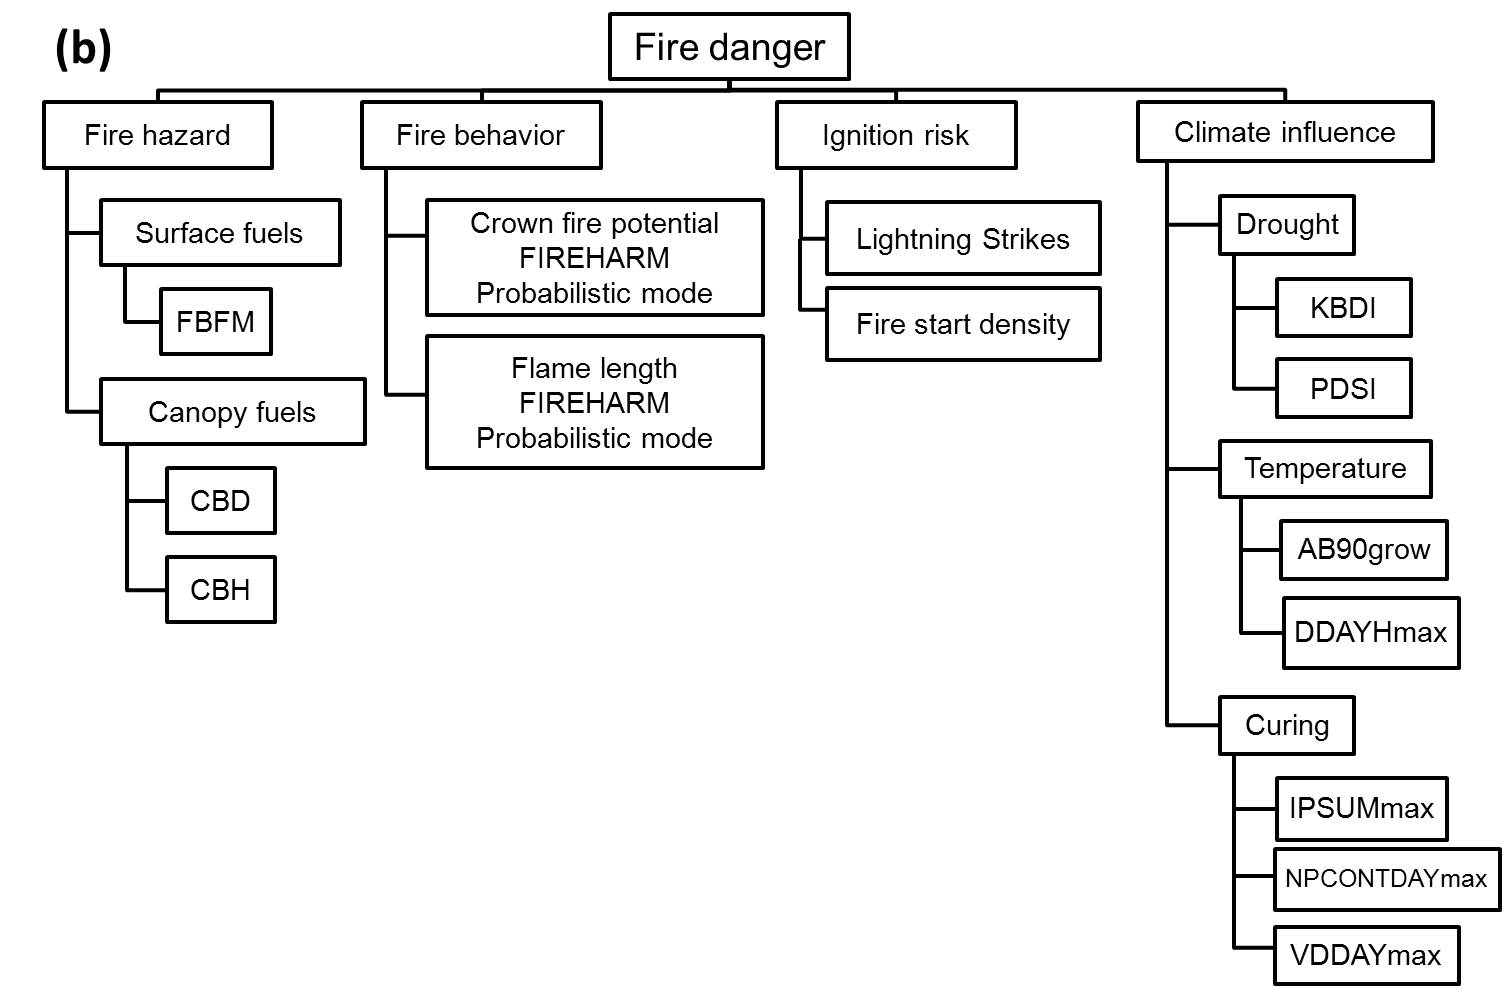 (b)
Fire danger
Fire hazard
Surface fuels
FBFM
Canopy fuels
CBD
CBH
Fire behavior
Crown fire potential
FIREHARM
Probabilistic mode
Flame length
FIREHARM
Probabilistic mode
Ignition risk
Lightning Strikes
Fire start density
Climate influence
Drought
KBDI
PDSI
Temperature
AB90grow
DDAYHmax
Curing
IPSUMmax
NPCONTDAYmax
VDDAYmax